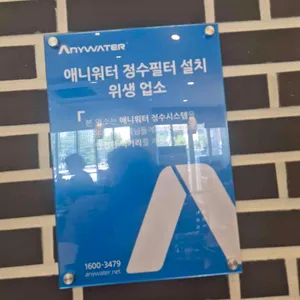 ANYWATER
애니워터 정수필터 설치
위생 업소
「본 업소는 애니워터 정수시스템을
1600-3479
anywater.net